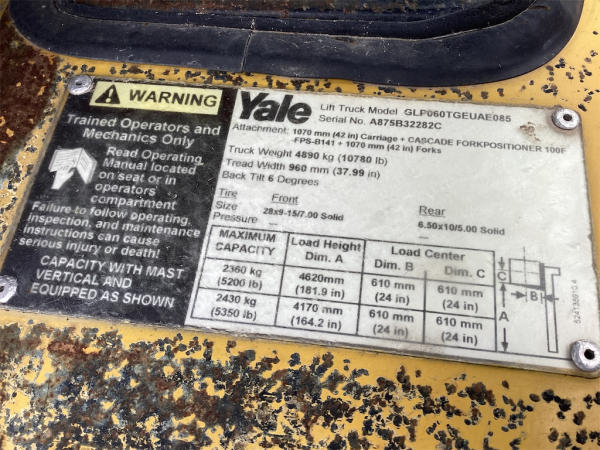 WARNING
Trained Operators and
Mechanics Only
Read Operating
Manual located
on seat or in
operators'
compartment
Failure to follow operating,
inspection, and maintenance
instructions can cause
serious injury or death!
CAPACITY WITH MAST
VERTICAL AND
EQUIPPED AS SHOWN
Yale
Lift Truck Model GLP060TGEUAE085
Serial No. A875B32282C
Attachment: 1070 mm (42 in) Carriage + CASCADE FORKPOSITIONER 100F
FPS-B141 + 1070 mm (42 in) Forks
Truck Weight 4890 kg (10780 lb)
Tread Width 960 mm (37.99 in)
Back Tilt 6 Degrees
Tire Front Rear
Size 28x9-15/7.00 Solid 6.50x10/5.00 Solid
Pressure – –
MAXIMUM CAPACITY Load Height Dim. A Load Center Dim. B Dim. C
2360 kg (5200 lb) 4620mm (181.9 in) 610 mm (24 in) 610 mm (24 in)
2430 kg (5350 lb) 4170 mm (164.2 in) 610 mm (24 in) 610 mm (24 in)
C
B
A